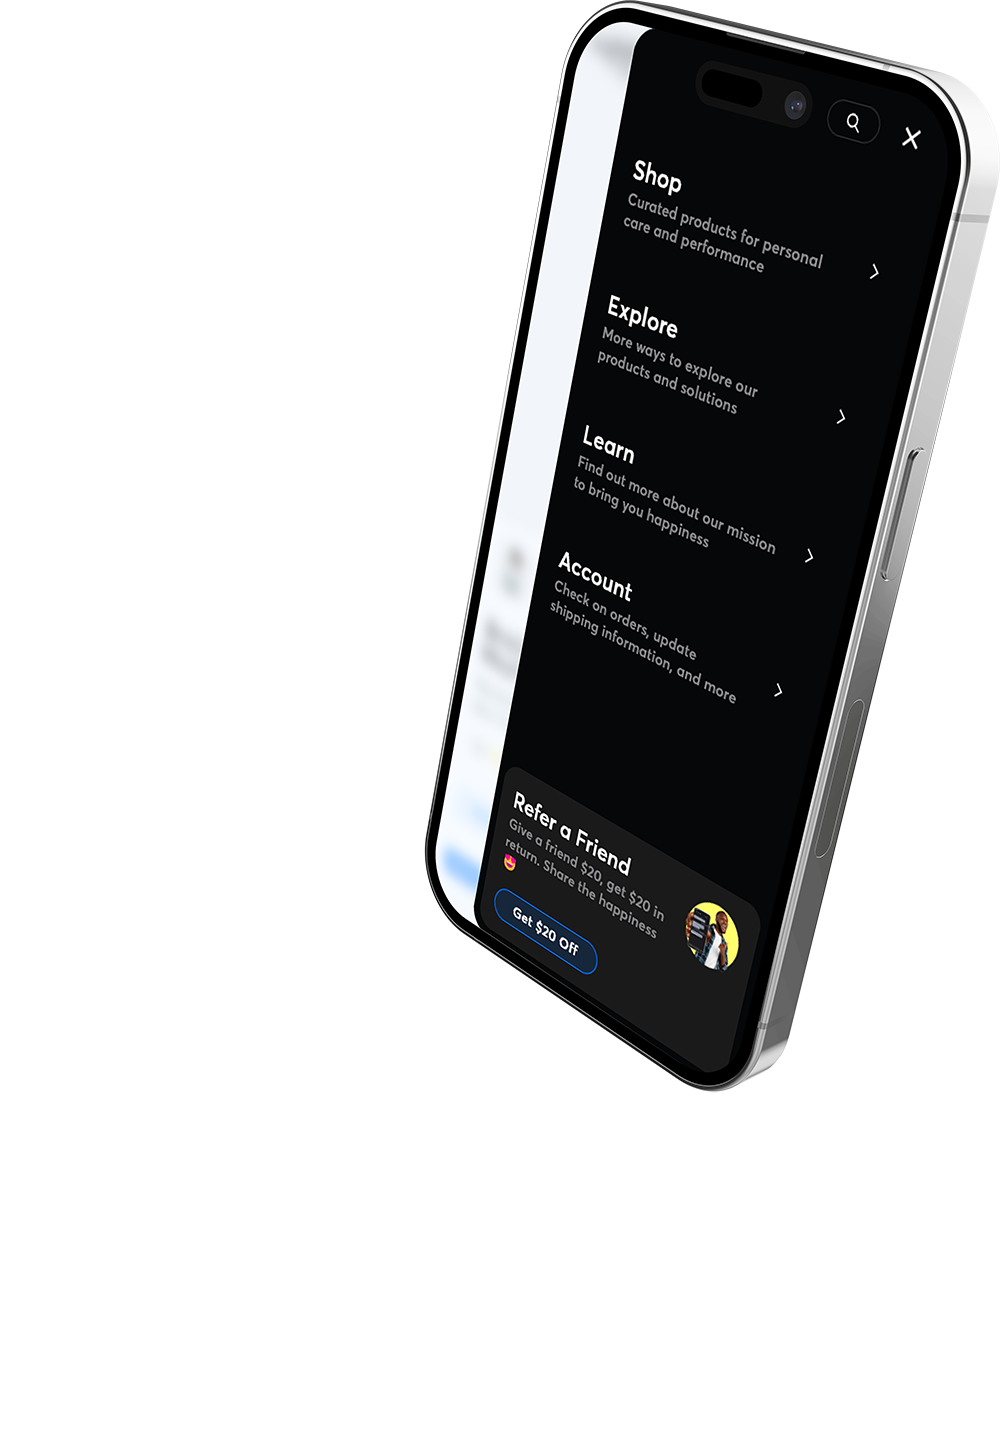 Shop
Curated products for personal
care and performance
Explore
More ways to explore our
products and solutions
Learn
Find out more about our mission
to bring you happiness
Account
Check on orders, update
shipping information, and more
Refer a Friend
Give a friend $20, get $20 in
return. Share the happiness
😍
Get $20 Off